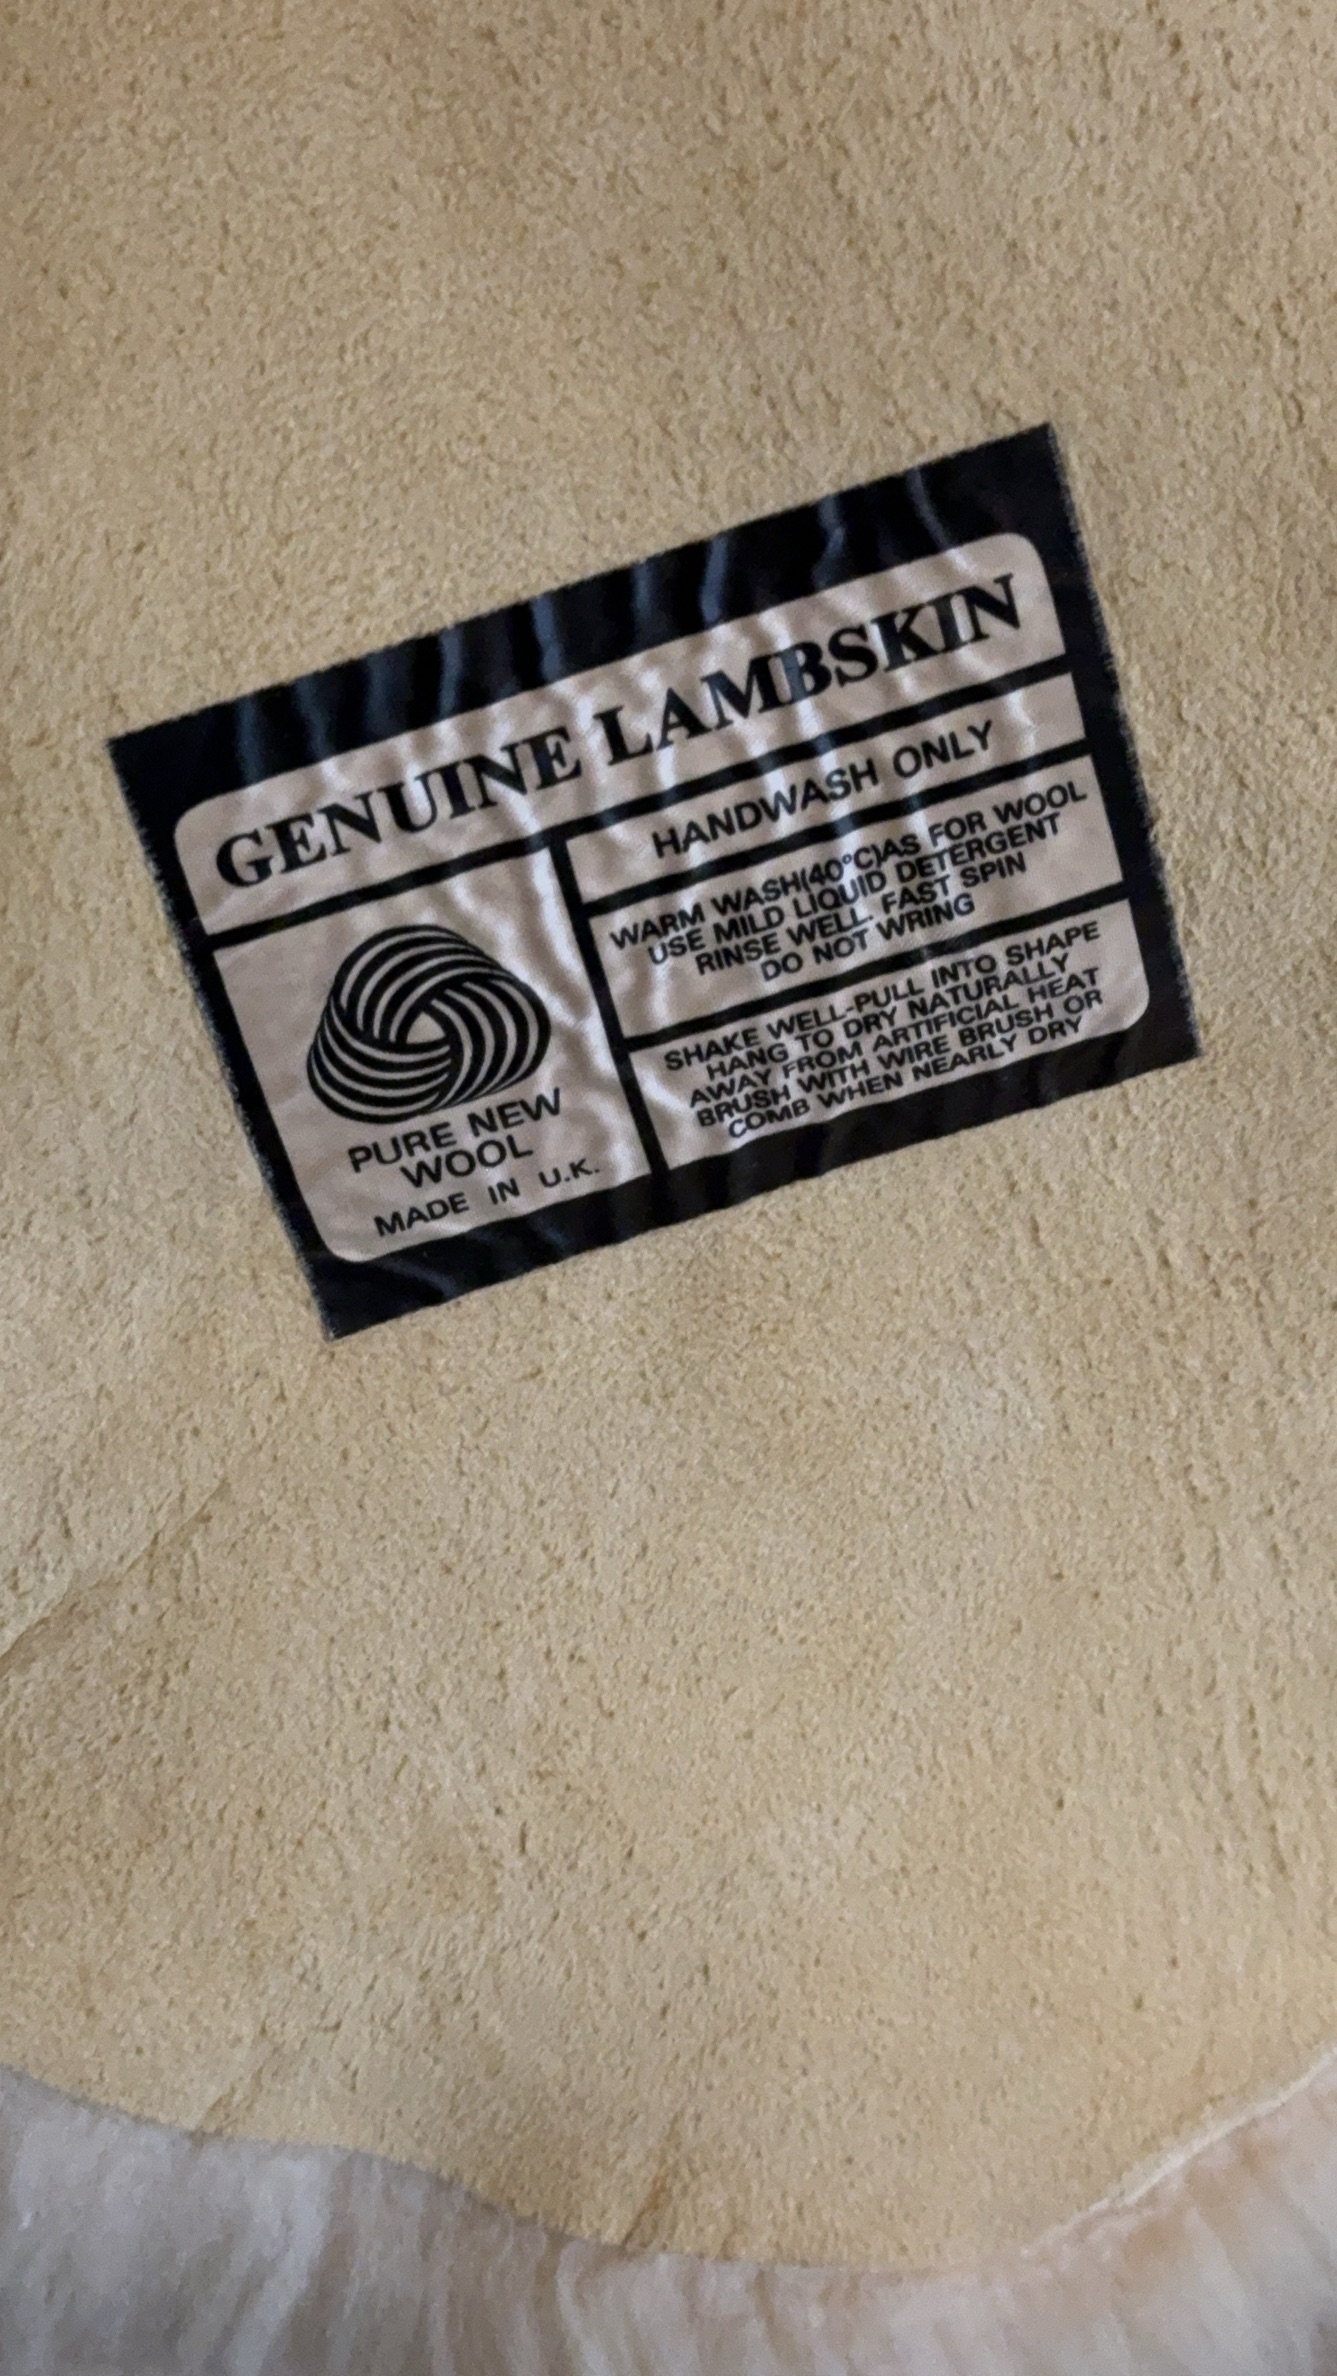 GENUINE LAMBSKIN
PURE NEW
WOOL
MADE IN U.K.
HANDWASH ONLY
WARM WASH(40°C)AS FOR WOOL
USE MILD LIQUID DETERGENT
RINSE WELL. FAST SPIN
DO NOT WRING
SHAKE WELL-PULL INTO SHAPE
HANG TO DRY NATURALLY
AWAY FROM ARTIFICIAL HEAT
BRUSH WITH WIRE BRUSH OR
COMB WHEN NEARLY DRY